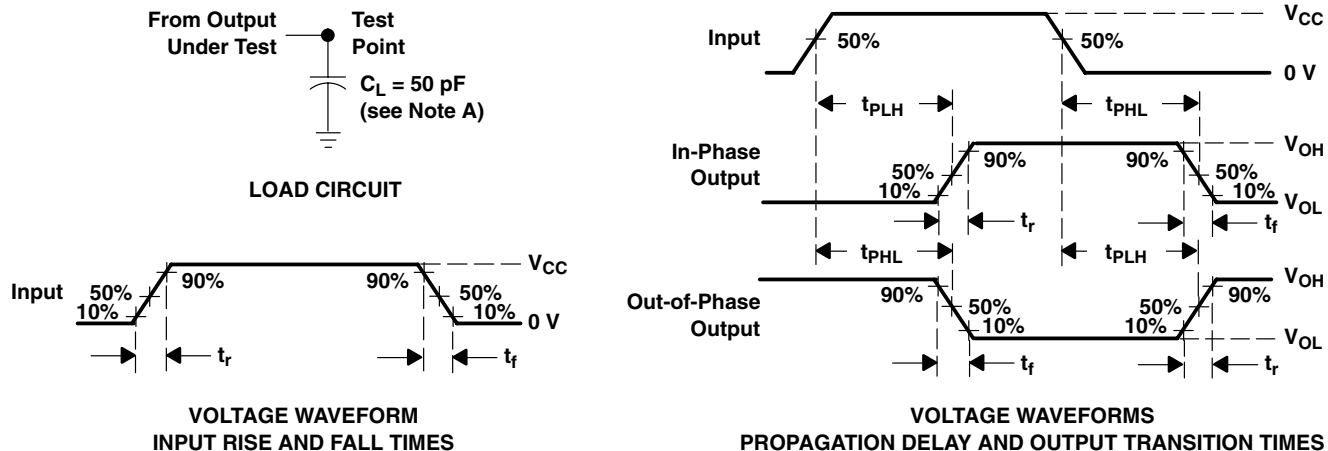 From Output
Under Test
Test
Point
C_L = 50 pF
(see Note A)
LOAD CIRCUIT
Input
50%
10%
90%
90%
50%
10%
V_CC
0 V
t_r
t_f
VOLTAGE WAVEFORM
INPUT RISE AND FALL TIMES
Input
50%
50%
V_CC
0 V
t_PLH
t_PHL
In-Phase
Output
50%
10%
90%
90%
50%
10%
V_OH
V_OL
t_r
t_f
t_PHL
t_PLH
Out-of-Phase
Output
90%
50%
10%
50%
10%
90%
V_OH
V_OL
t_f
t_r
VOLTAGE WAVEFORMS
PROPAGATION DELAY AND OUTPUT TRANSITION TIMES